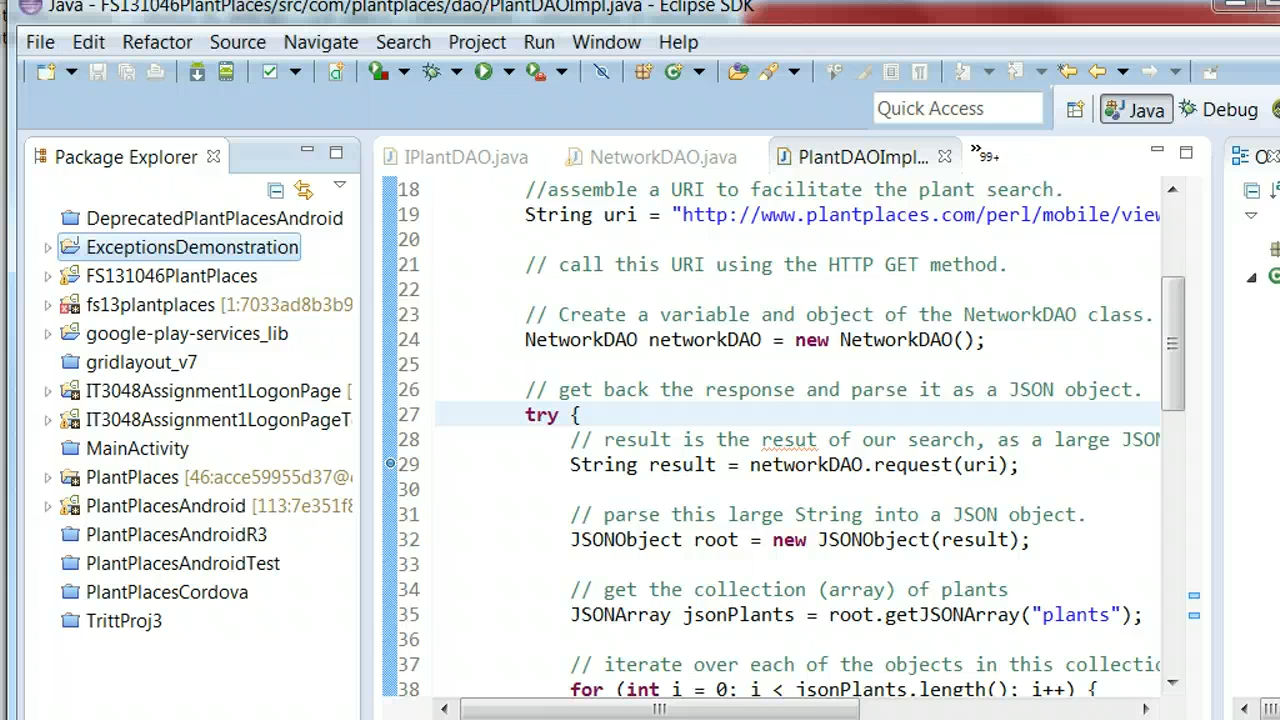 Java - FS131046PlantPlaces/src/com/plantplaces/dao/PlantDAOImpl.java - Eclipse SDK
File Edit Refactor Source Navigate Search Project Run Window Help
Quick Access
Java
Debug
Package Explorer
IPlantDAO.java
NetworkDAO.java
PlantDAOImpl...
»99+
DeprecatedPlantPlacesAndroid
ExceptionsDemonstration
FS131046PlantPlaces
fs13plantplaces [1:7033ad8b3b9
google-play-services_lib
gridlayout_v7
IT3048Assignment1LogonPage [
IT3048Assignment1LogonPageT
MainActivity
PlantPlaces [46:acce59955d37@
PlantPlacesAndroid [113:7e351f8
PlantPlacesAndroidR3
PlantPlacesAndroidTest
PlantPlacesCordova
TrittProj3
18 //assemble a URI to facilitate the plant search.
19 String uri = "http://www.plantplaces.com/perl/mobile/view
20
21 // call this URI using the HTTP GET method.
22
23 // Create a variable and object of the NetworkDAO class.
24 NetworkDAO networkDAO = new NetworkDAO();
25
26 // get back the response and parse it as a JSON object.
27 try {
28 // result is the resut of our search, as a large JSON
29 String result = networkDAO.request(uri);
30
31 // parse this large String into a JSON object.
32 JSONObject root = new JSONObject(result);
33
34 // get the collection (array) of plants
35 JSONArray jsonPlants = root.getJSONArray("plants");
36
37 // iterate over each of the objects in this collectio
38 for (int i = 0; i < jsonPlants.length(); i++) {